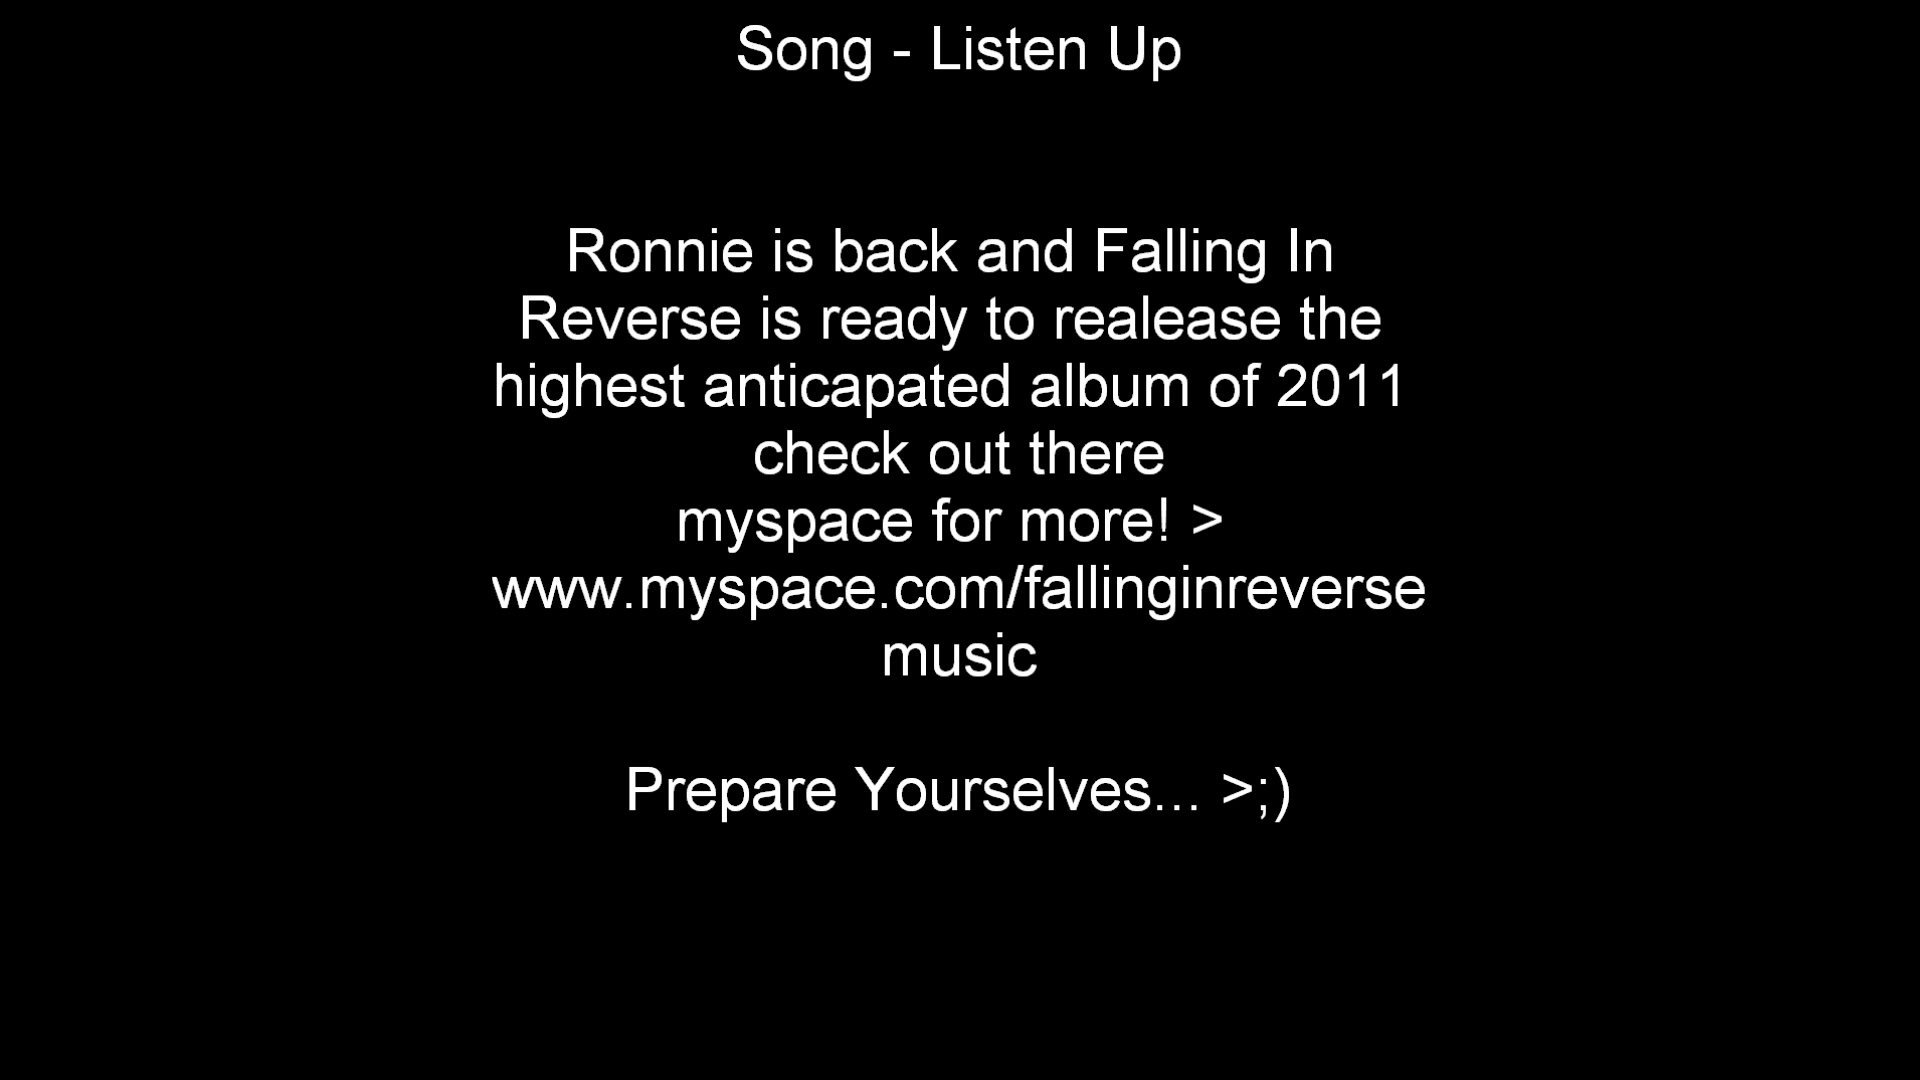 Song - Listen Up
Ronnie is back and Falling In
Reverse is ready to realease the
highest anticapated album of 2011
check out there
myspace for more! >
www.myspace.com/fallinginreverse
music
Prepare Yourselves... >;)